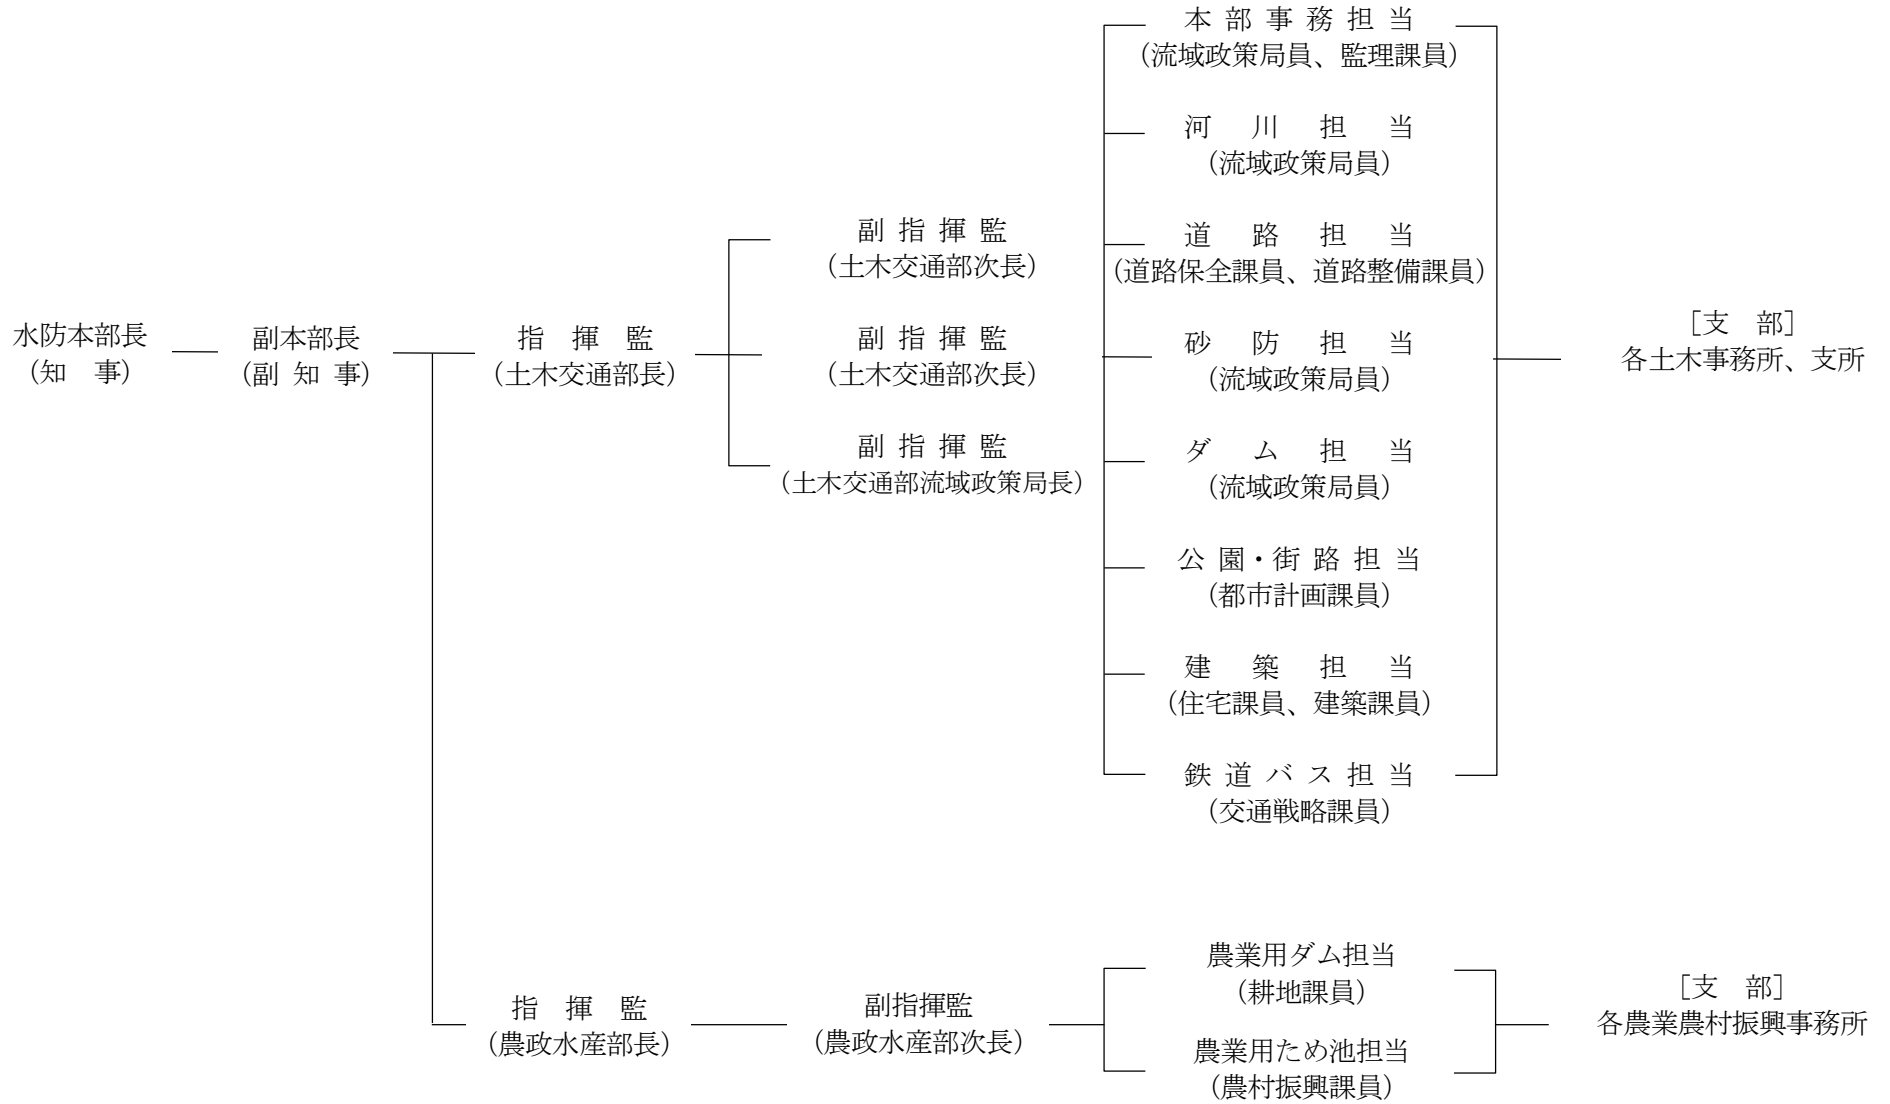 水防本部長
（知　事）
副本部長
（副 知 事）
指　揮　監
（土木交通部長）
副 指 揮 監
（土木交通部次長）
副 指 揮 監
（土木交通部次長）
副 指 揮 監
（土木交通部流域政策局長）
本 部 事 務 担 当
（流域政策局員、監理課員）
河　川　担　当
（流域政策局員）
道　路　担　当
（道路保全課員、道路整備課員）
砂　防　担　当
（流域政策局員）
ダ　ム　担　当
（流域政策局員）
公 園・街 路 担 当
（都市計画課員）
建　築　担　当
（住宅課員、建築課員）
鉄 道 バ ス 担 当
（交通戦略課員）
［支　部］
各土木事務所、支所
指　揮　監
（農政水産部長）
副指揮監
（農政水産部次長）
農業用ダム担当
（耕地課員）
農業用ため池担当
（農村振興課員）
［支　部］
各農業農村振興事務所